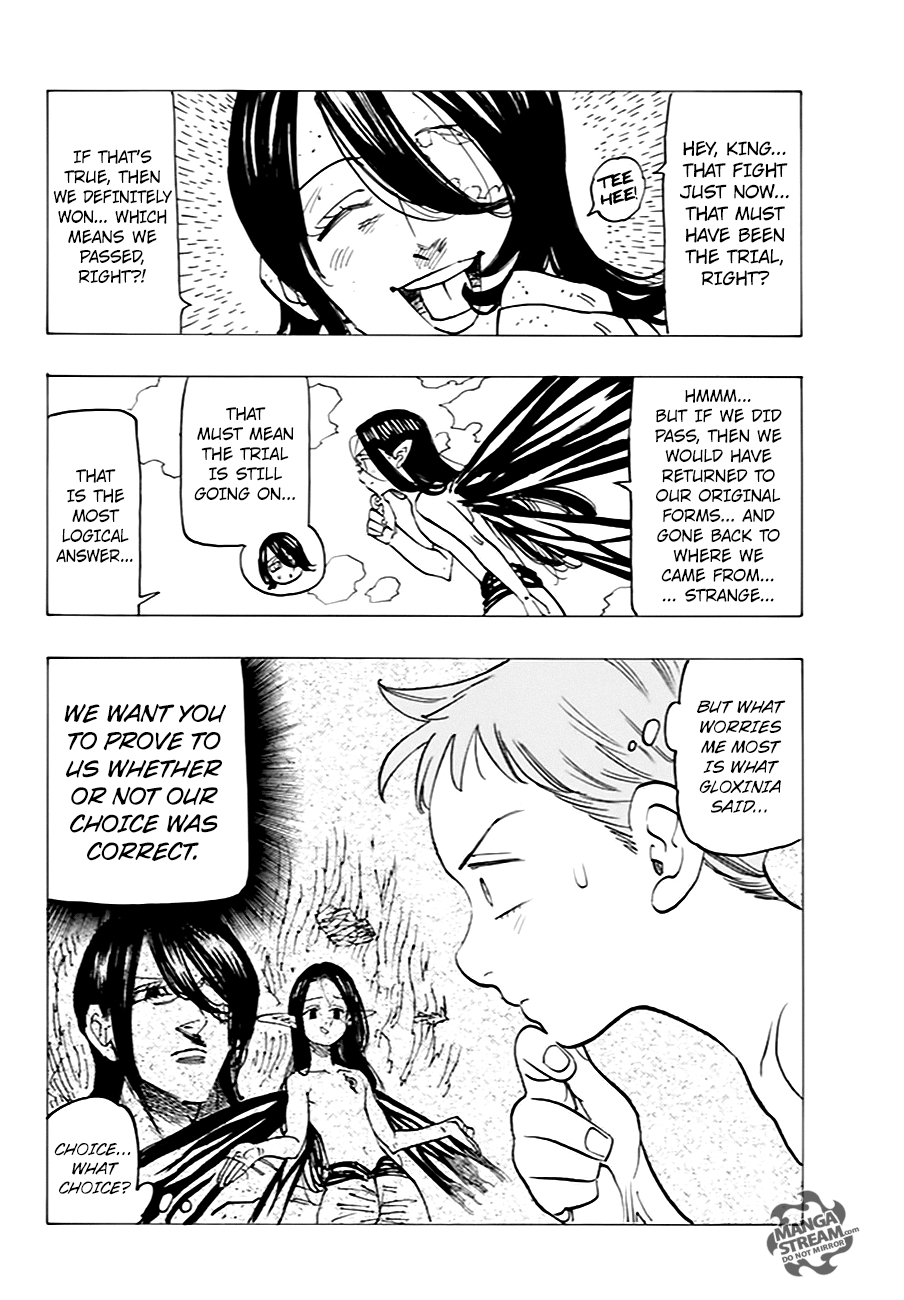 HEY, KING...
THAT FIGHT
JUST NOW...
THAT MUST
HAVE BEEN
THE TRIAL,
RIGHT?
TEE
HEE!
IF THAT'S
TRUE, THEN
WE DEFINITELY
WON... WHICH
MEANS WE
PASSED,
RIGHT?!
HMMM...
BUT IF WE DID
PASS, THEN WE
WOULD HAVE
RETURNED TO
OUR ORIGINAL
FORMS... AND
GONE BACK TO
WHERE WE
CAME FROM...
... STRANGE...
THAT
MUST MEAN
THE TRIAL
IS STILL
GOING ON...
THAT
IS THE
MOST
LOGICAL
ANSWER...
BUT WHAT
WORRIES
ME MOST
IS WHAT
GLOXINIA
SAID...
WE WANT YOU
TO PROVE TO
US WHETHER
OR NOT OUR
CHOICE WAS
CORRECT.
CHOICE...
WHAT
CHOICE?
MANGA
STREAM.com
DO NOT MIRROR